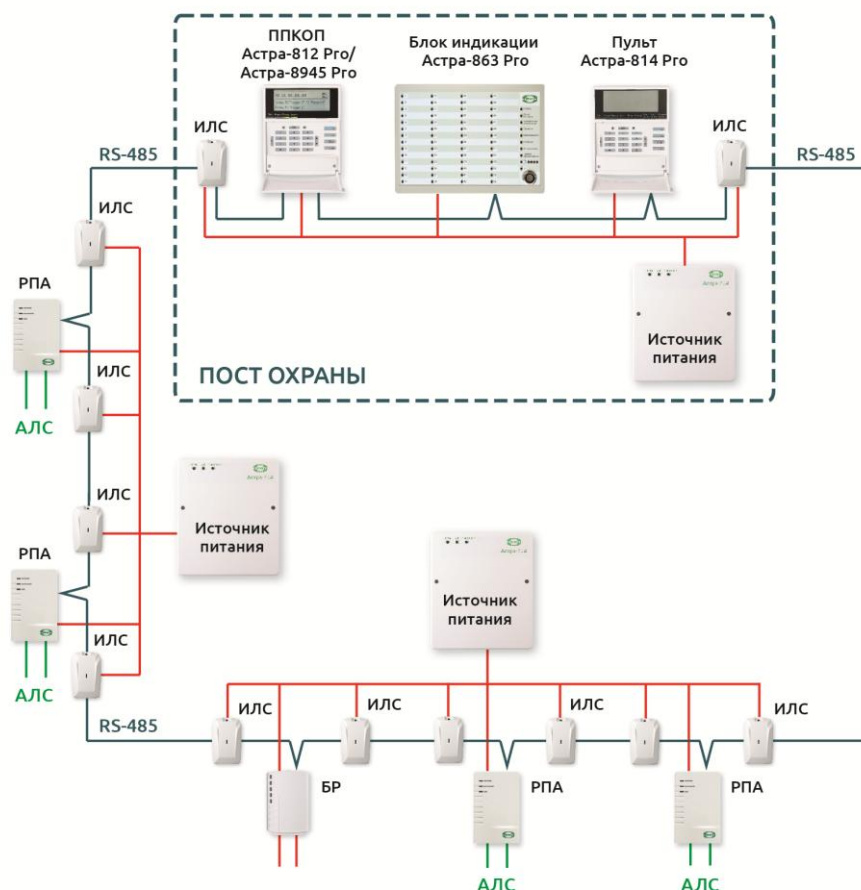 ППКОП
Астра-812 Pro/
Астра-8945 Pro
Блок индикации
Астра-863 Pro
Пульт
Астра-814 Pro
ИЛС
ИЛС
RS-485
RS-485
ИЛС
РПА
Источник
питания
ПОСТ ОХРАНЫ
ИЛС
АЛС
ИЛС
Источник
питания
РПА
Источник
питания
ИЛС
АЛС
RS-485
ИЛС
ИЛС
ИЛС
ИЛС
БР
РПА
РПА
АЛС
АЛС